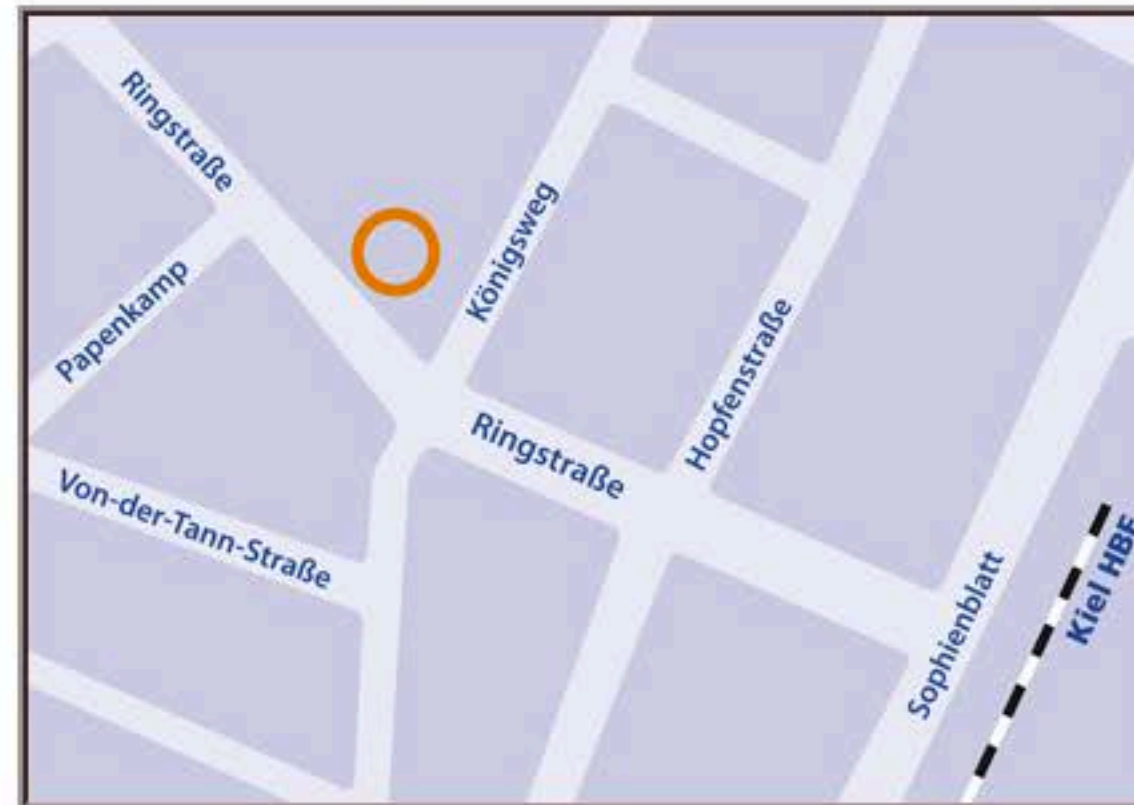 Ringstraße
Königsweg
Papenkamp
Hopfenstraße
Ringstraße
Von-der-Tann-Straße
Sophienblatt
Kiel HBF